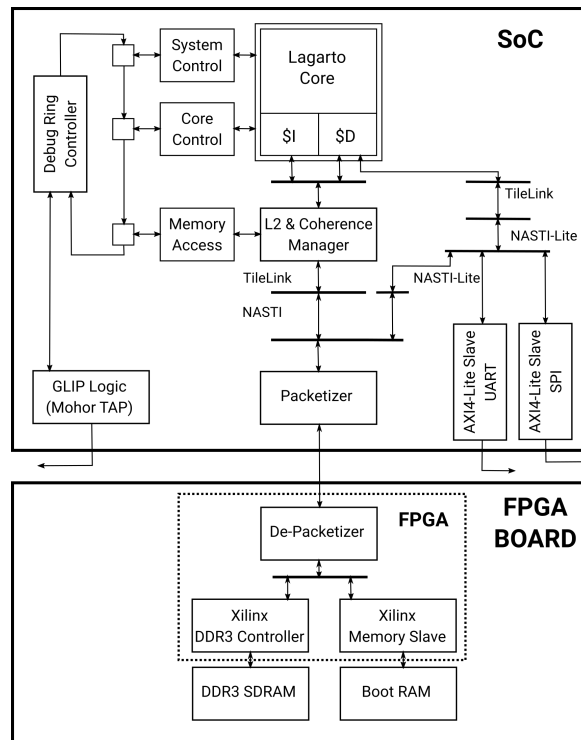 SoC
System
Control
Lagarto
Core
Debug Ring
Controller
Core
Control
$I
$D
TileLink
Memory
Access
L2 & Coherence
Manager
NASTI-Lite
TileLink
NASTI-Lite
NASTI
AXI4-Lite Slave
UART
AXI4-Lite Slave
SPI
GLIP Logic
(Mohor TAP)
Packetizer
FPGA
BOARD
FPGA
De-Packetizer
Xilinx
DDR3 Controller
Xilinx
Memory Slave
DDR3 SDRAM
Boot RAM